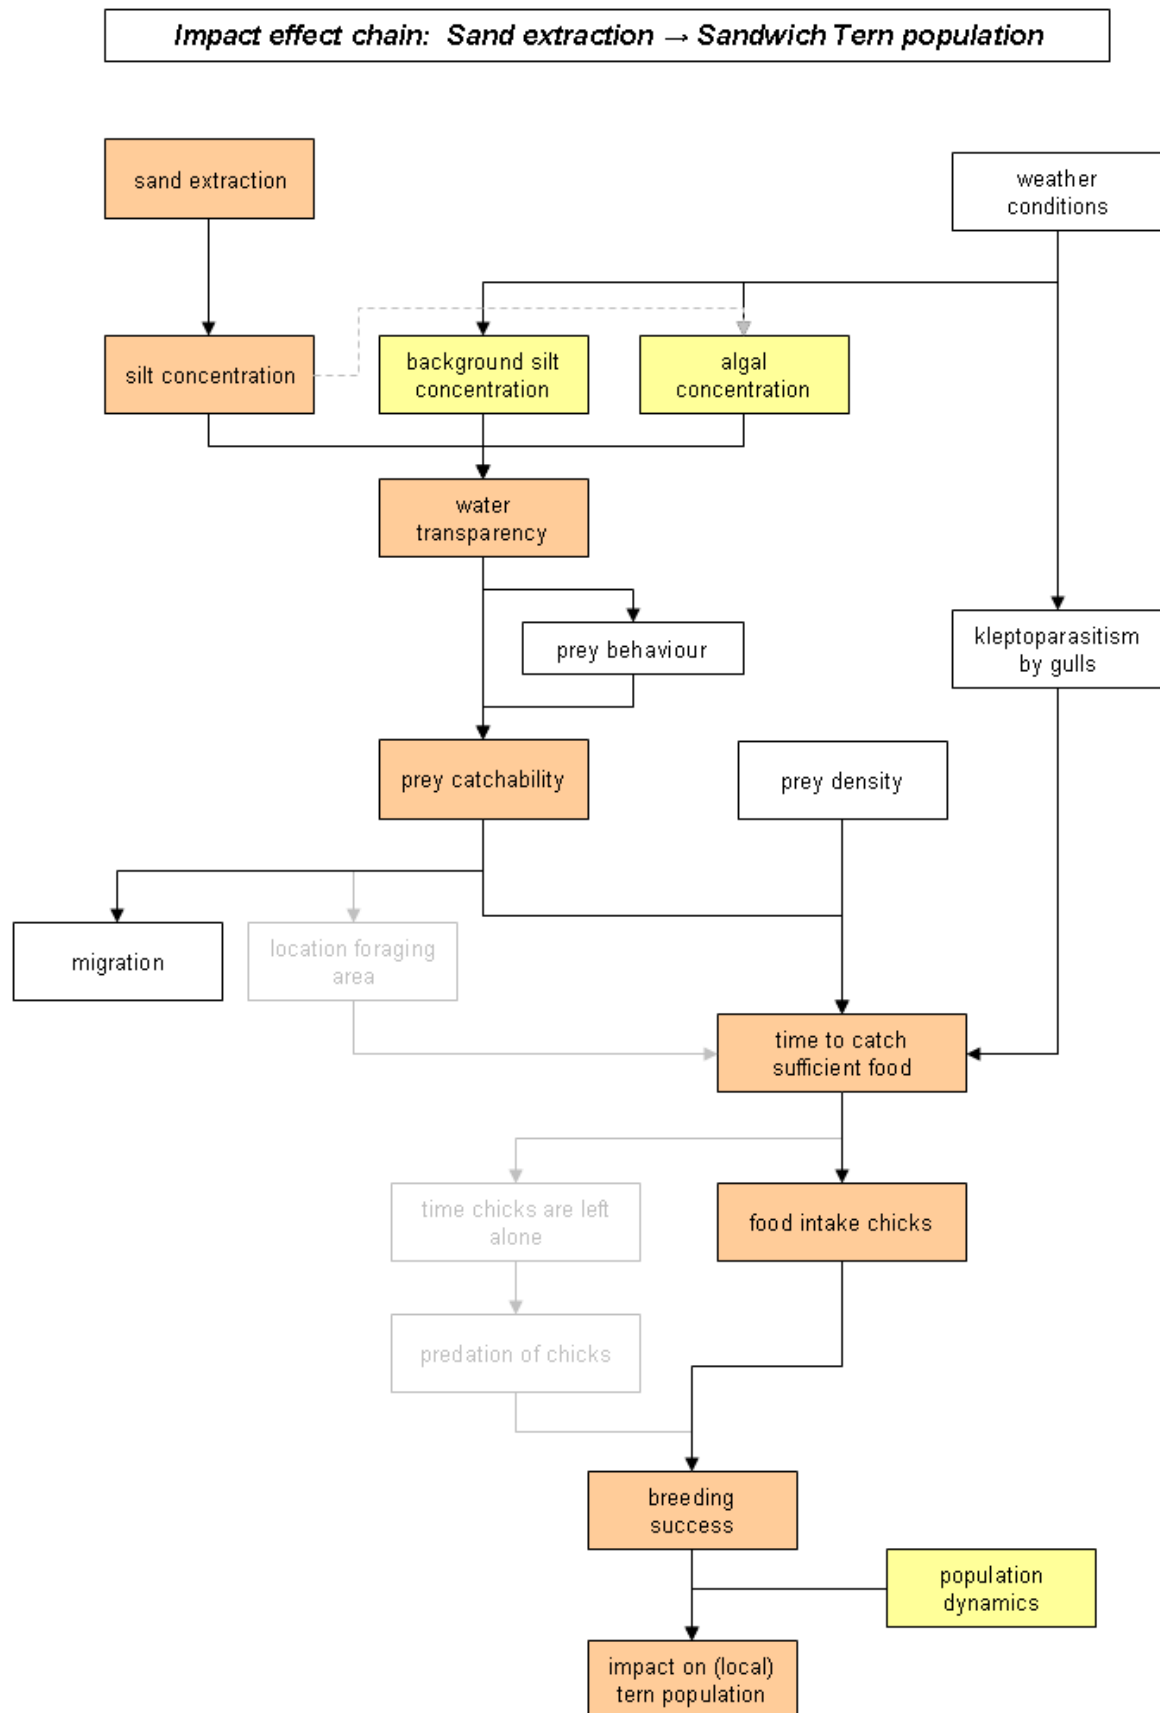 Impact effect chain:  Sand extraction → Sandwich Tern population
sand extraction
weather
conditions
silt concentration
background silt
concentration
algal
concentration
water
transparency
prey behaviour
kleptoparasitism
by gulls
prey catchability
prey density
migration
location foraging
area
time to catch
sufficient food
time chicks are left
alone
food intake chicks
predation of chicks
breeding
success
population
dynamics
impact on (local)
tern population